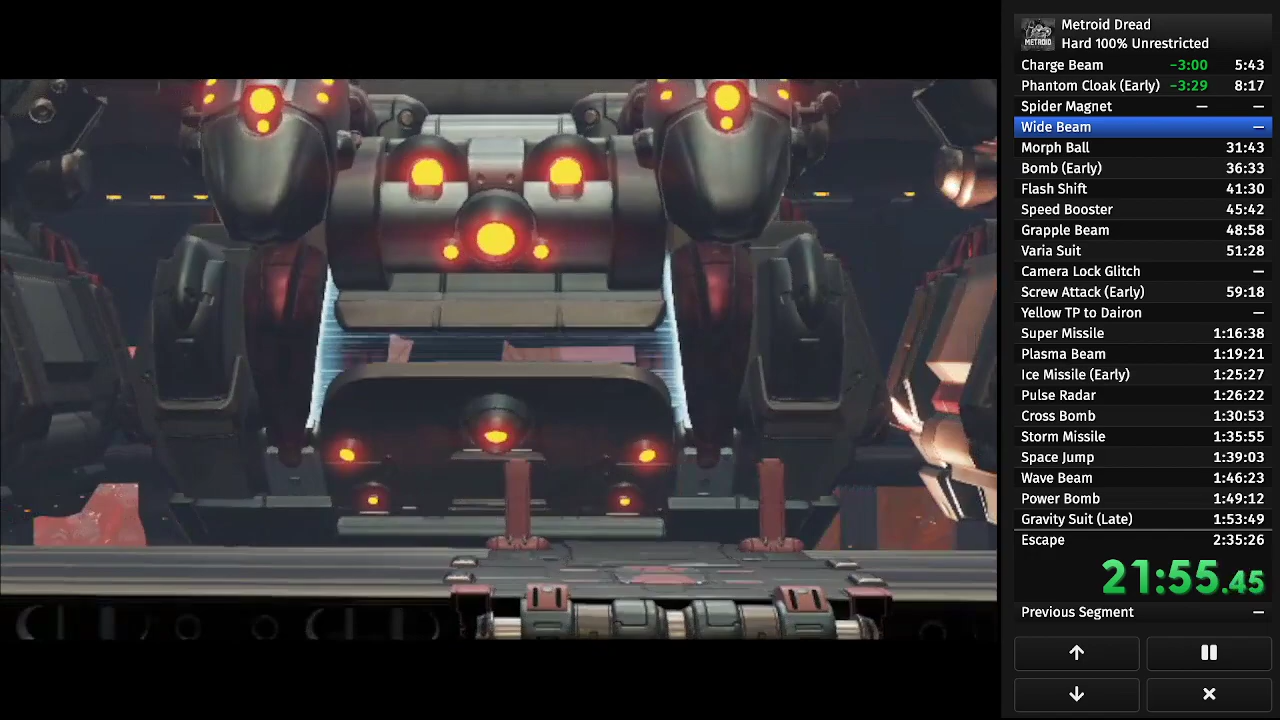 Metroid Dread
Hard 100% Unrestricted
METROID
Charge Beam −3:00 5:43
Phantom Cloak (Early) −3:29 8:17
Spider Magnet — —
Wide Beam —
Morph Ball 31:43
Bomb (Early) 36:33
Flash Shift 41:30
Speed Booster 45:42
Grapple Beam 48:58
Varia Suit 51:28
Camera Lock Glitch —
Screw Attack (Early) 59:18
Yellow TP to Dairon —
Super Missile 1:16:38
Plasma Beam 1:19:21
Ice Missile (Early) 1:25:27
Pulse Radar 1:26:22
Cross Bomb 1:30:53
Storm Missile 1:35:55
Space Jump 1:39:03
Wave Beam 1:46:23
Power Bomb 1:49:12
Gravity Suit (Late) 1:53:49
Escape 2:35:26
21:55.45
Previous Segment —